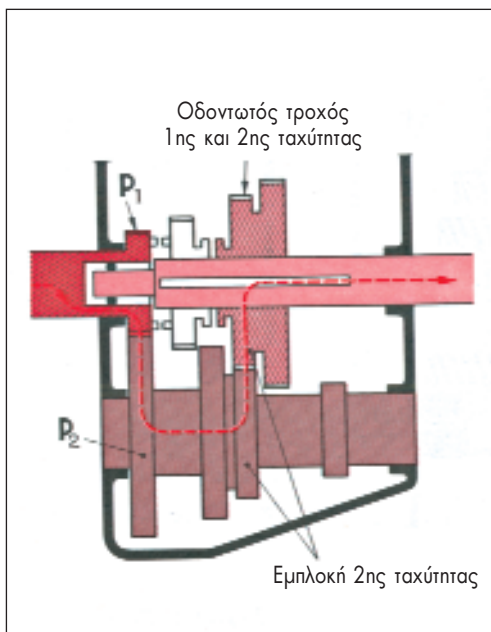 Οδοντωτός τροχός
1ης και 2ης ταχύτητας
P₁
P₂
Εμπλοκή 2ης ταχύτητας